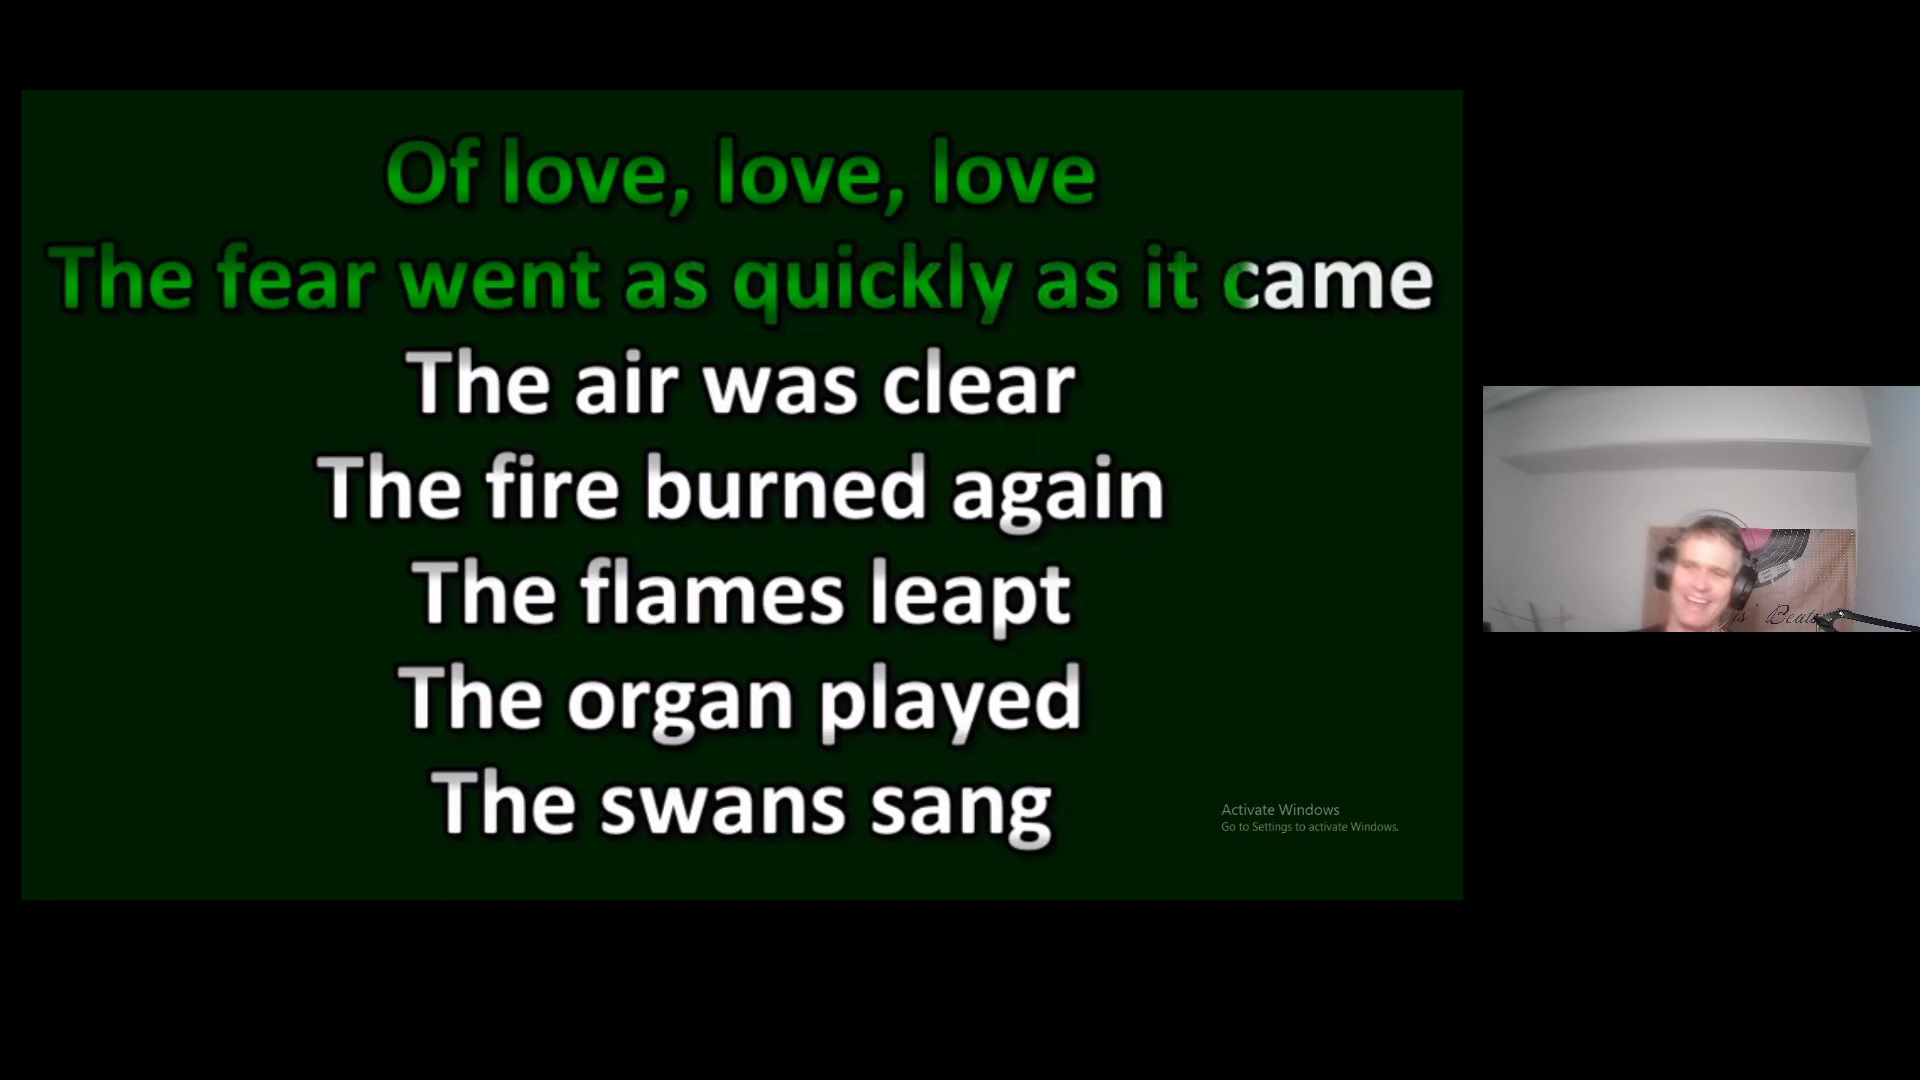 Of love, love, love
The fear went as quickly as it came
The air was clear
The fire burned again
The flames leapt
The organ played
The swans sang
Activate Windows
Go to Settings to activate Windows.
Beats